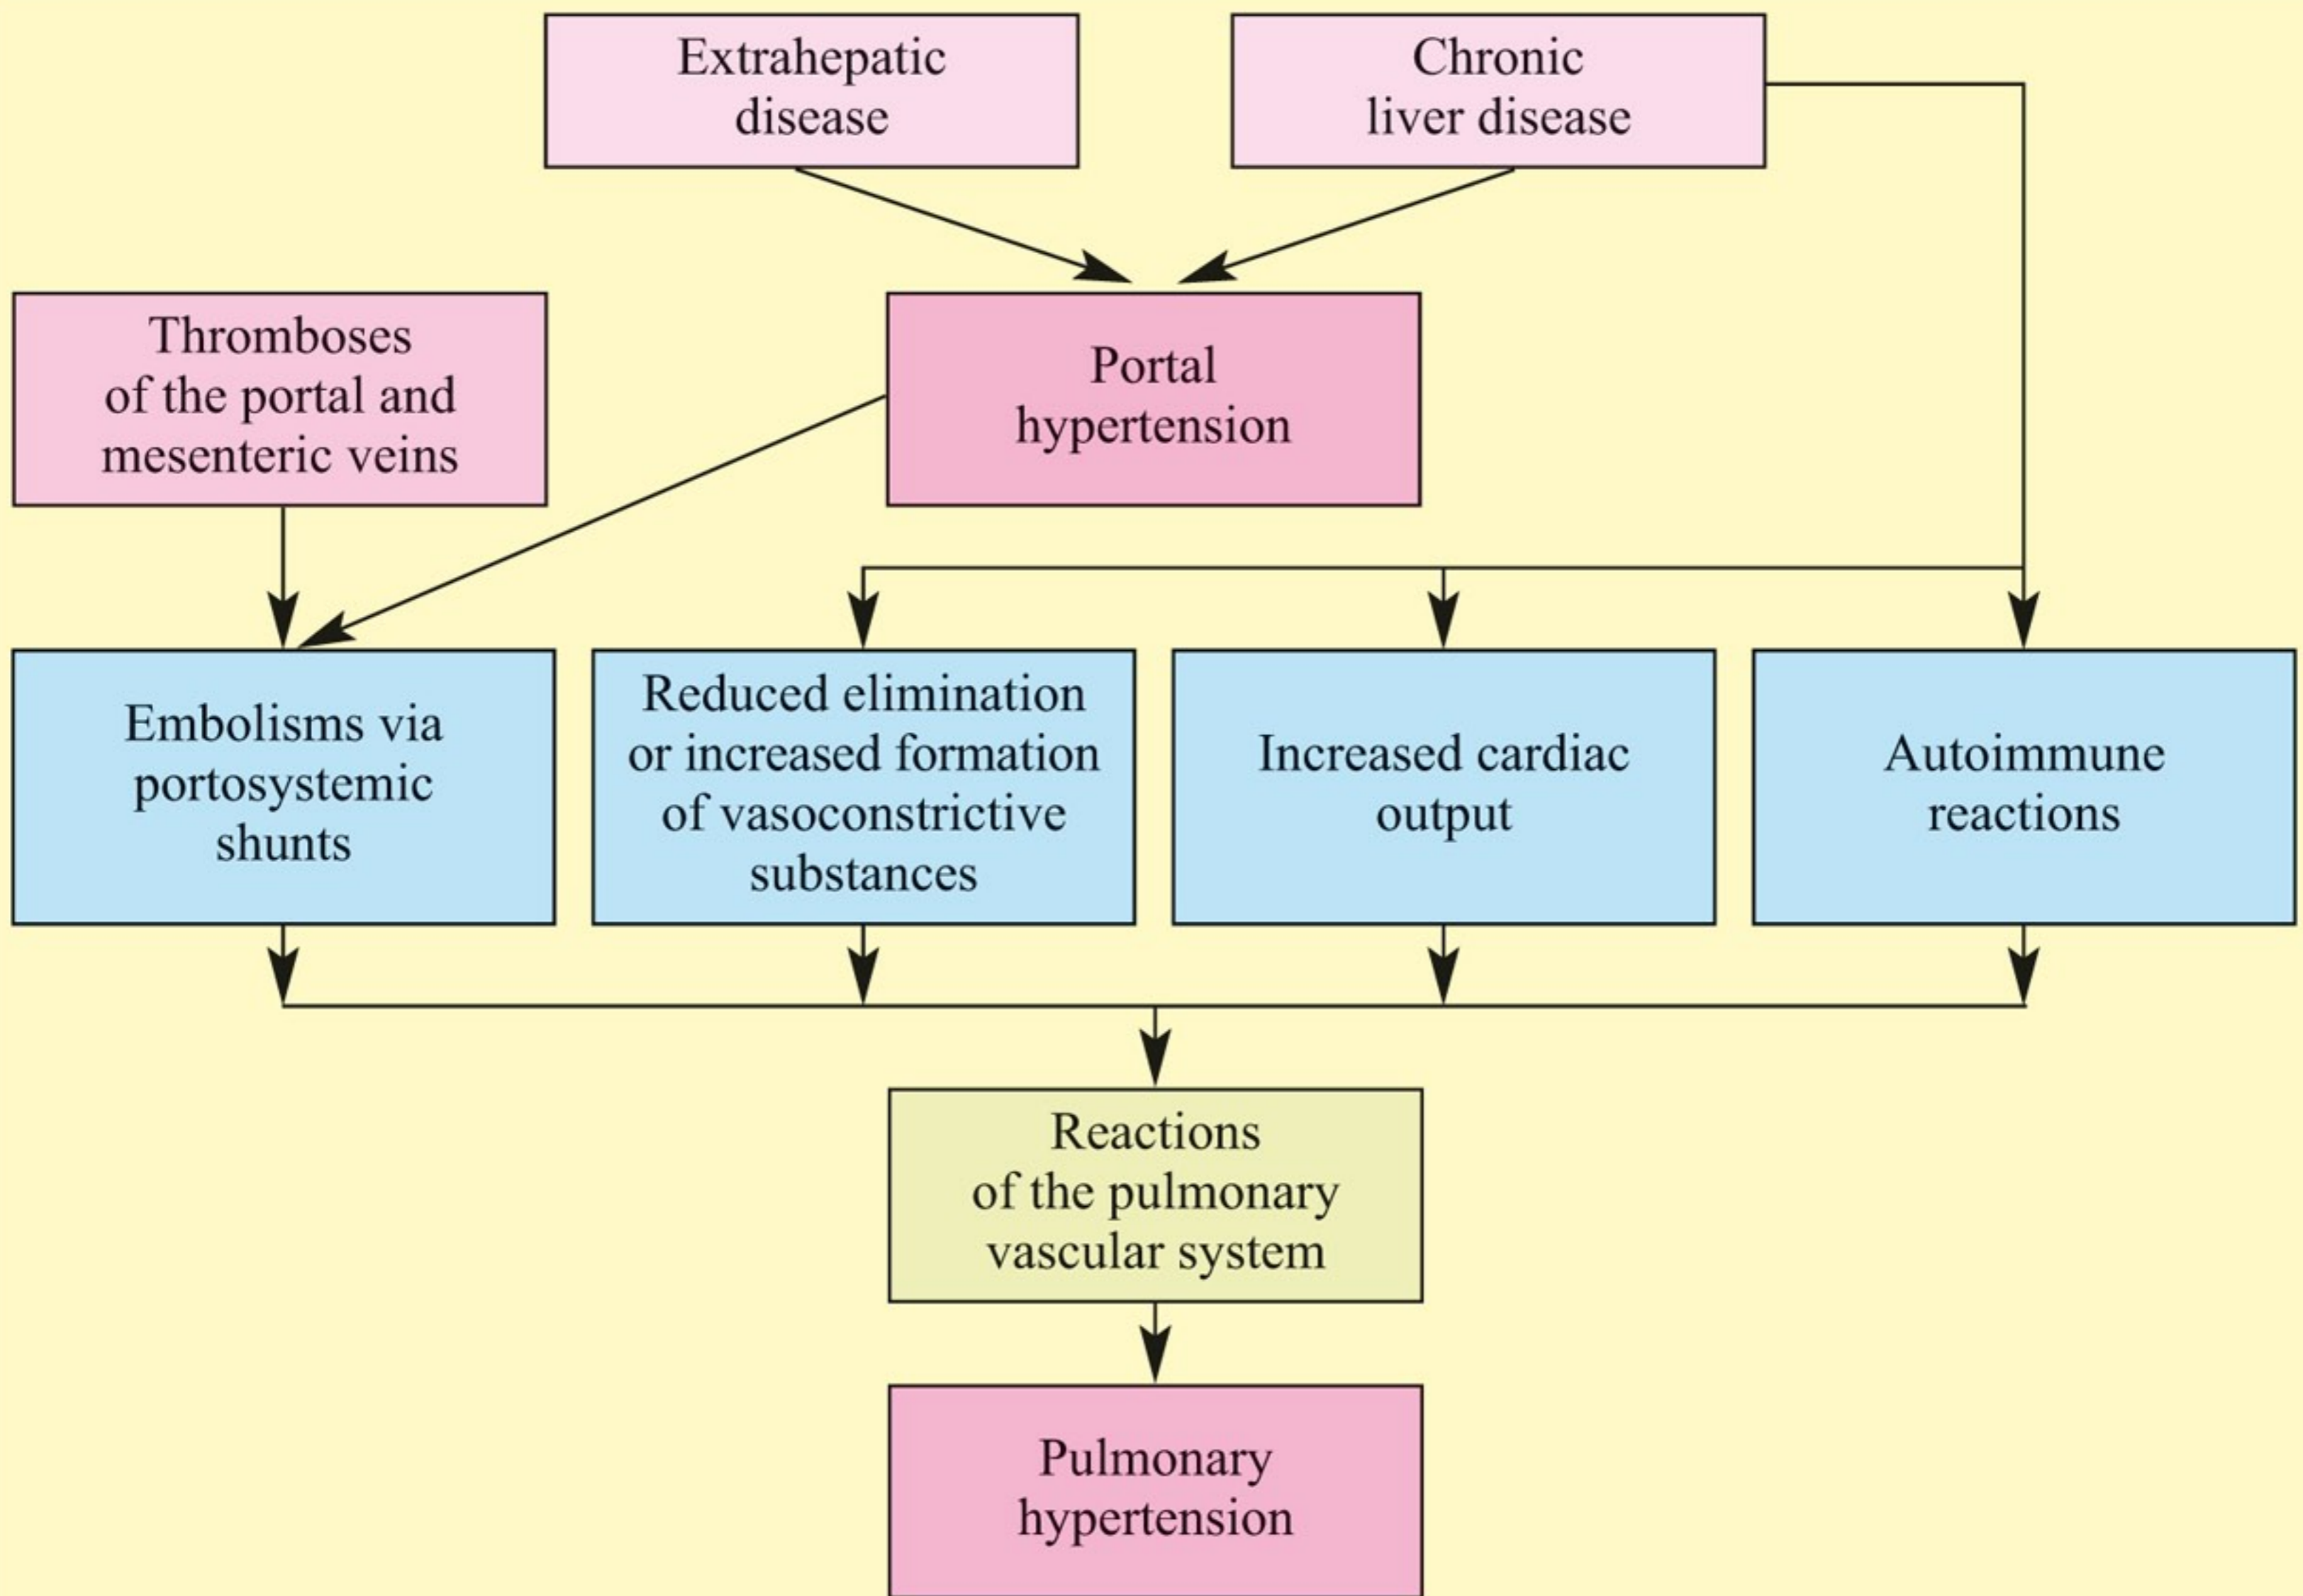 Extrahepatic
disease
Chronic
liver disease
Thromboses
of the portal and
mesenteric veins
Portal
hypertension
Embolisms via
portosystemic
shunts
Reduced elimination
or increased formation
of vasoconstrictive
substances
Increased cardiac
output
Autoimmune
reactions
Reactions
of the pulmonary
vascular system
Pulmonary
hypertension